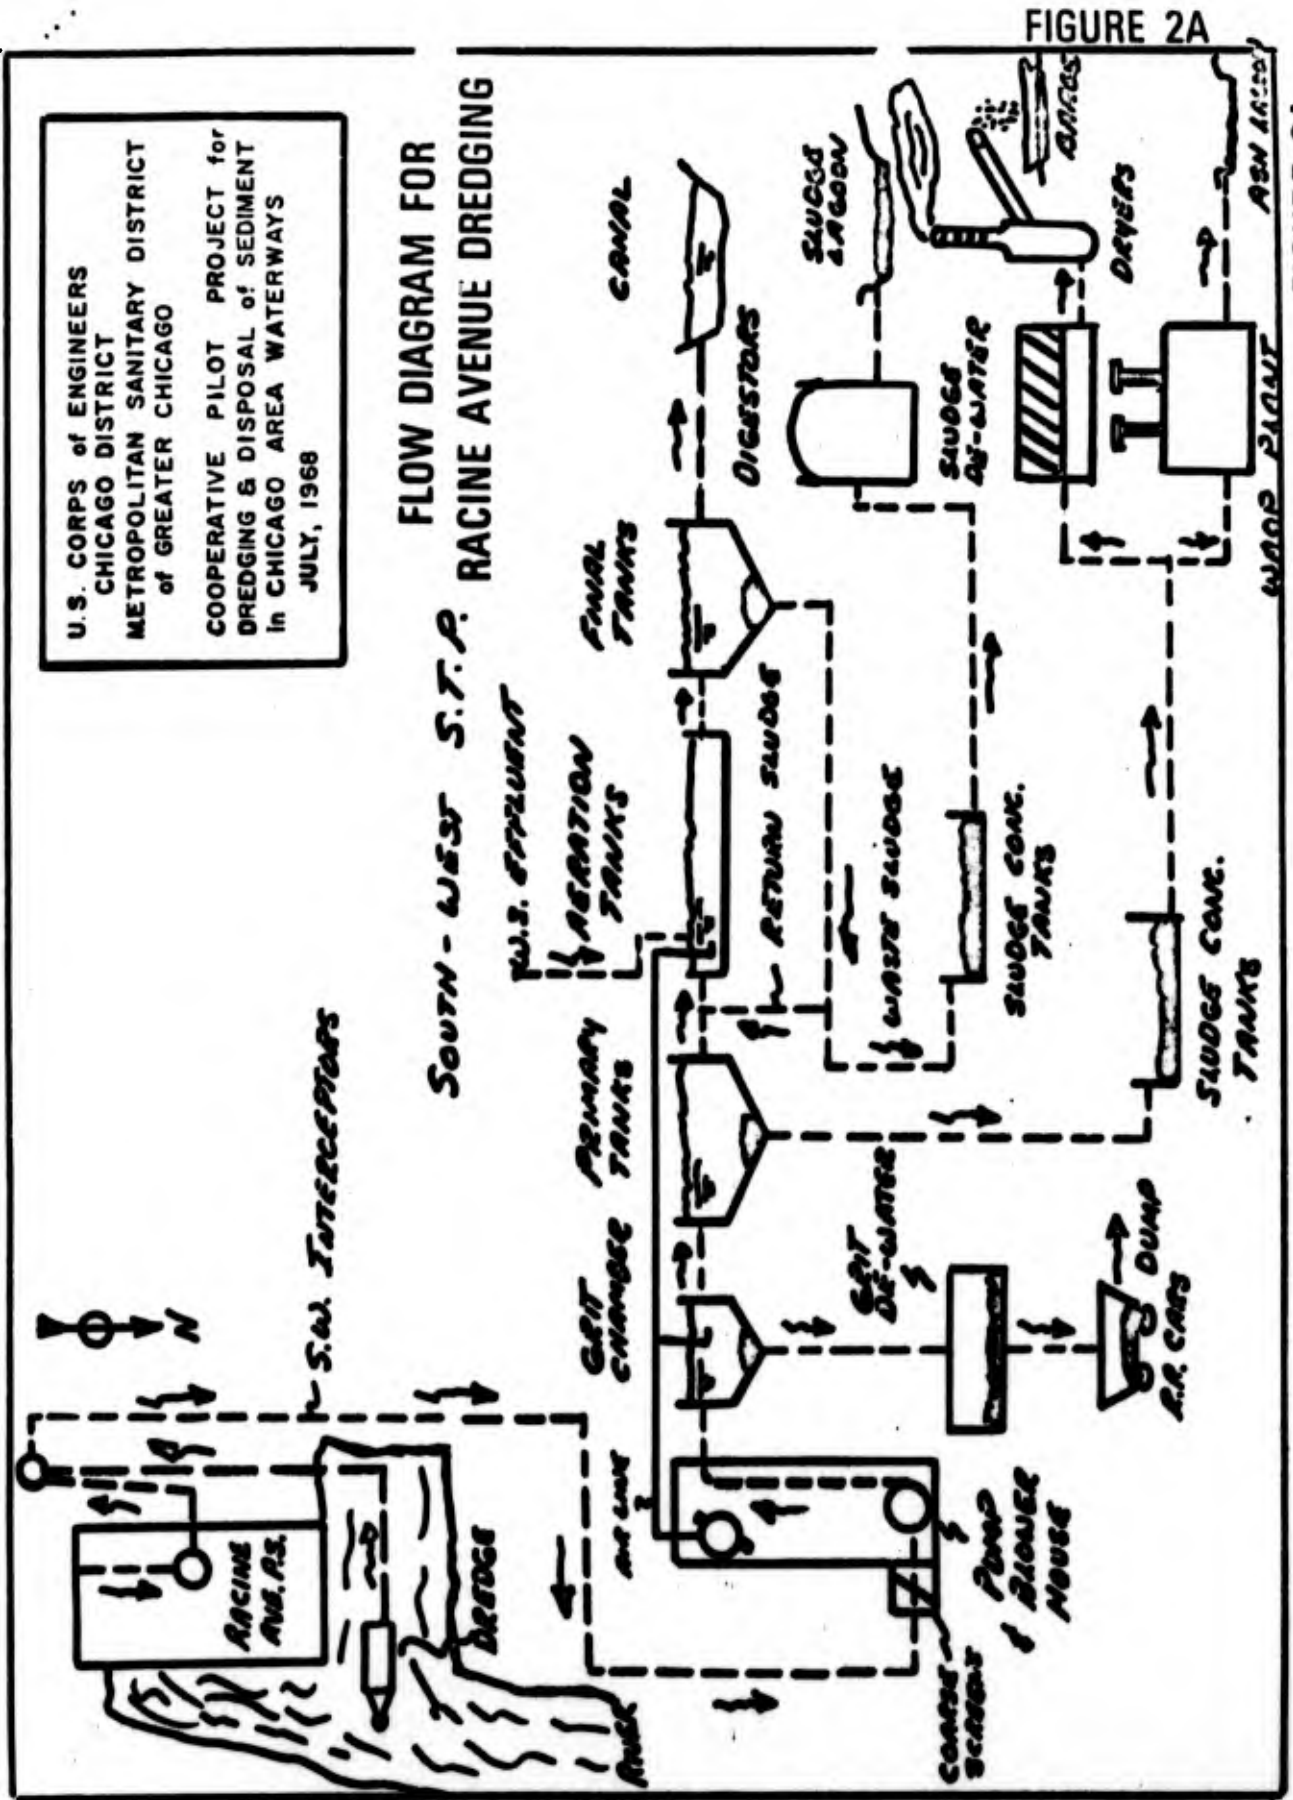 FIGURE 2A
U.S. CORPS of ENGINEERS
CHICAGO DISTRICT
METROPOLITAN SANITARY DISTRICT
of GREATER CHICAGO
COOPERATIVE PILOT PROJECT for
DREDGING & DISPOSAL of SEDIMENT
in CHICAGO AREA WATERWAYS
JULY, 1968
FLOW DIAGRAM FOR
RACINE AVENUE DREDGING
SOUTH-WEST S.T.P.
N
S.W. INTERCEPTORS
RACINE
AVE. P.S.
DREDGE
RIVER
AIR LINE
COARSE
SCREENS
PUMP
& BLOWER
HOUSE
GRIT
CHAMBER
PRIMARY
TANKS
W.S. EFFLUENT
AERATION
TANKS
FINAL
TANKS
CANAL
GRIT
DE-WATER
DUMP
R.R. CARS
RETURN SLUDGE
WASTE SLUDGE
SLUDGE CONC.
TANKS
DIGESTORS
SLUDGE
LAGOON
SLUDGE CONC.
TANKS
SLUDGE
DE-WATER
DRYERS
BARGS
WAOP PLANT
ASH